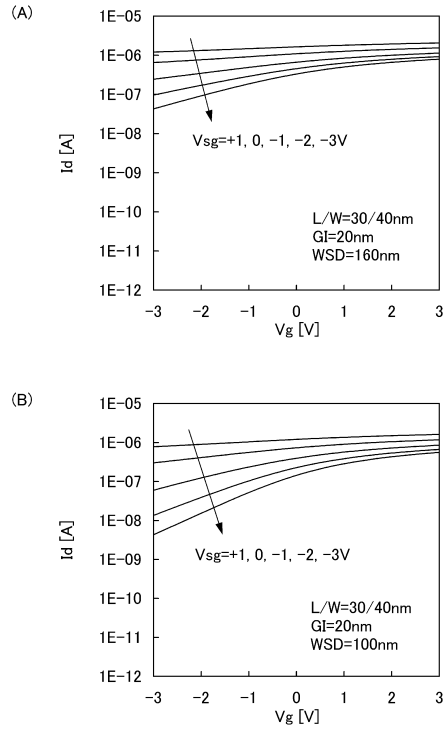 (A)
1E-05
1E-06
1E-07
1E-08
1E-09
1E-10
1E-11
1E-12
Id [A]
Vsg=+1, 0, -1, -2, -3V
L/W=30/40nm
GI=20nm
WSD=160nm
-3 -2 -1 0 1 2 3
Vg [V]
(B)
1E-05
1E-06
1E-07
1E-08
1E-09
1E-10
1E-11
1E-12
Id [A]
Vsg=+1, 0, -1, -2, -3V
L/W=30/40nm
GI=20nm
WSD=100nm
-3 -2 -1 0 1 2 3
Vg [V]